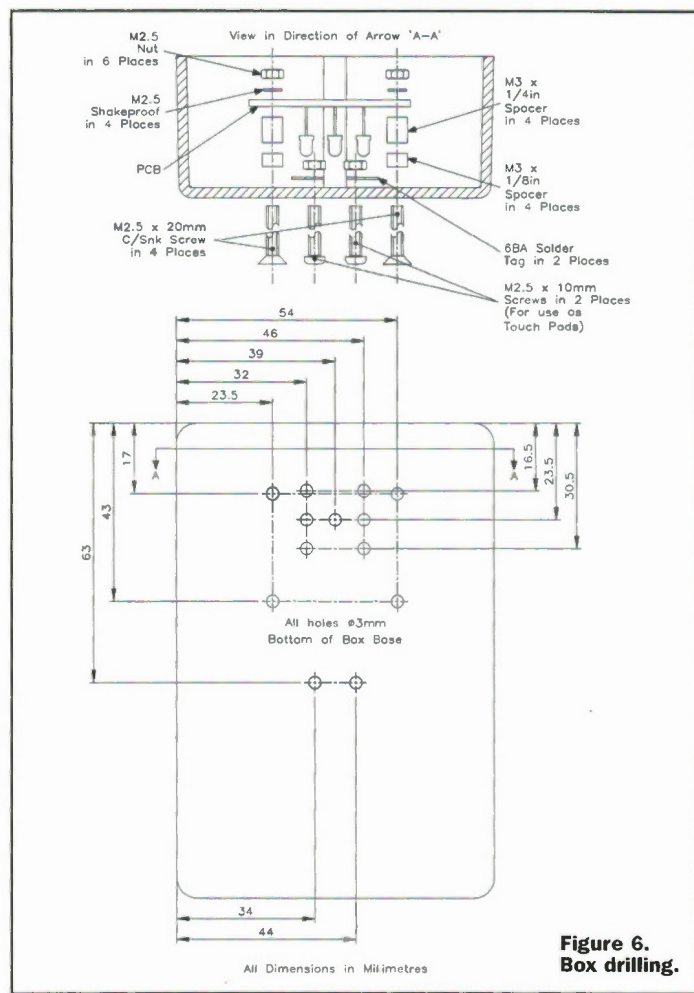 View in Direction of Arrow 'A–A'
M2.5
Nut
in 6 Places
M2.5
Shakeproof
in 4 Places
PCB
M2.5 x 20mm
C/Snk Screw
in 4 Places
M3 x
1/4in
Spacer
in 4 Places
M3 x
1/8in
Spacer
in 4 Places
6BA Solder
Tag in 2 Places
M2.5 x 10mm
Screws in 2 Places
(For use as
Touch Pads)
54
46
39
32
23.5
17
43
63
A
A
16.5
23.5
30.5
All holes ø3mm
Bottom of Box Base
34
44
All Dimensions in Millimetres
Figure 6.
Box drilling.